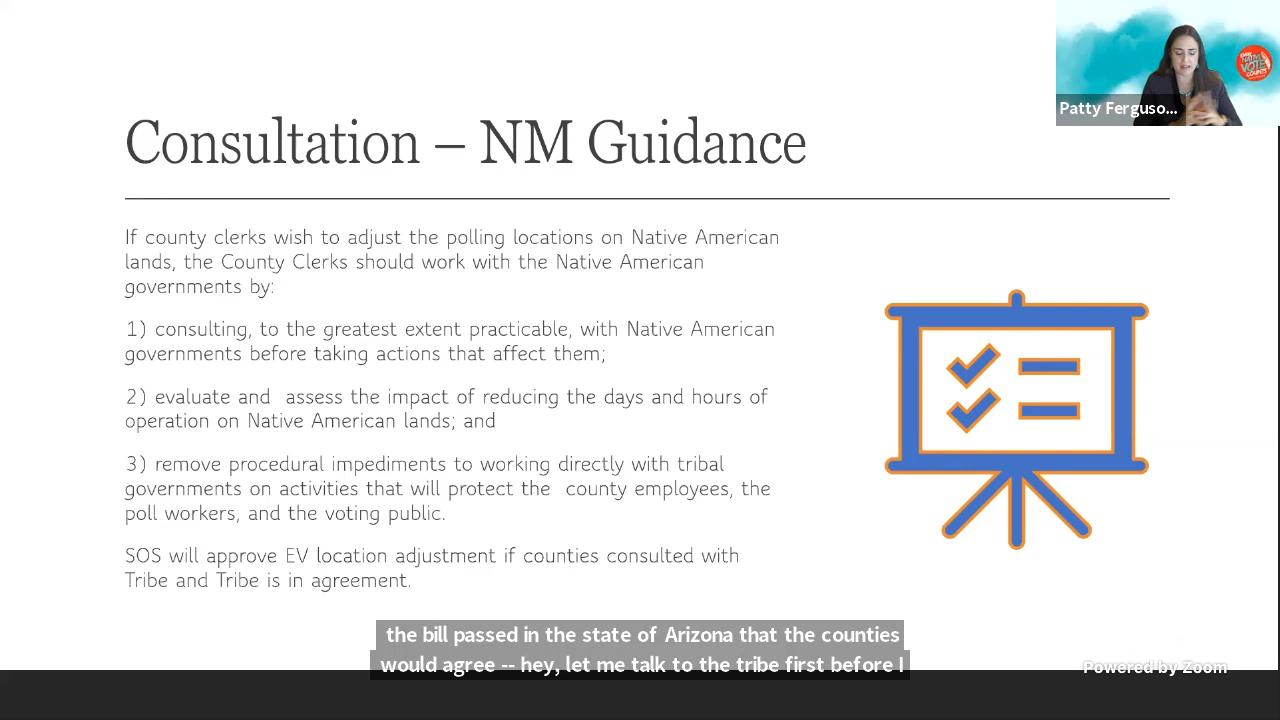 Patty Ferguso...
NATIVE
VOTE
COUNTS
Consultation – NM Guidance
If county clerks wish to adjust the polling locations on Native American
lands, the County Clerks should work with the Native American
governments by:
1) consulting, to the greatest extent practicable, with Native American
governments before taking actions that affect them;
2) evaluate and  assess the impact of reducing the days and hours of
operation on Native American lands; and
3) remove procedural impediments to working directly with tribal
governments on activities that will protect the  county employees, the
poll workers, and the voting public.
SOS will approve EV location adjustment if counties consulted with
Tribe and Tribe is in agreement.
the bill passed in the state of Arizona that the counties
would agree -- hey, let me talk to the tribe first before I
Powered by Zoom